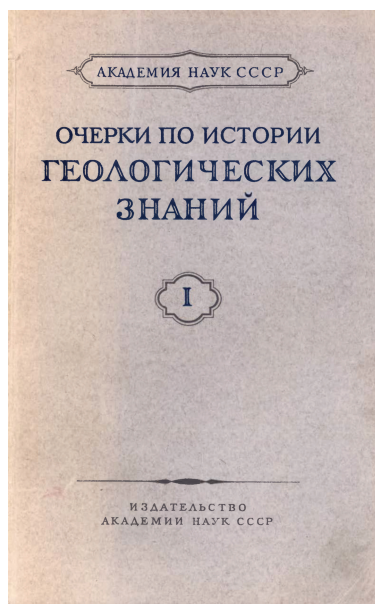 АКАДЕМИЯ НАУК СССР
ОЧЕРКИ ПО ИСТОРИИ
ГЕОЛОГИЧЕСКИХ
ЗНАНИЙ
I
ИЗДАТЕЛЬСТВО
АКАДЕМИИ НАУК СССР